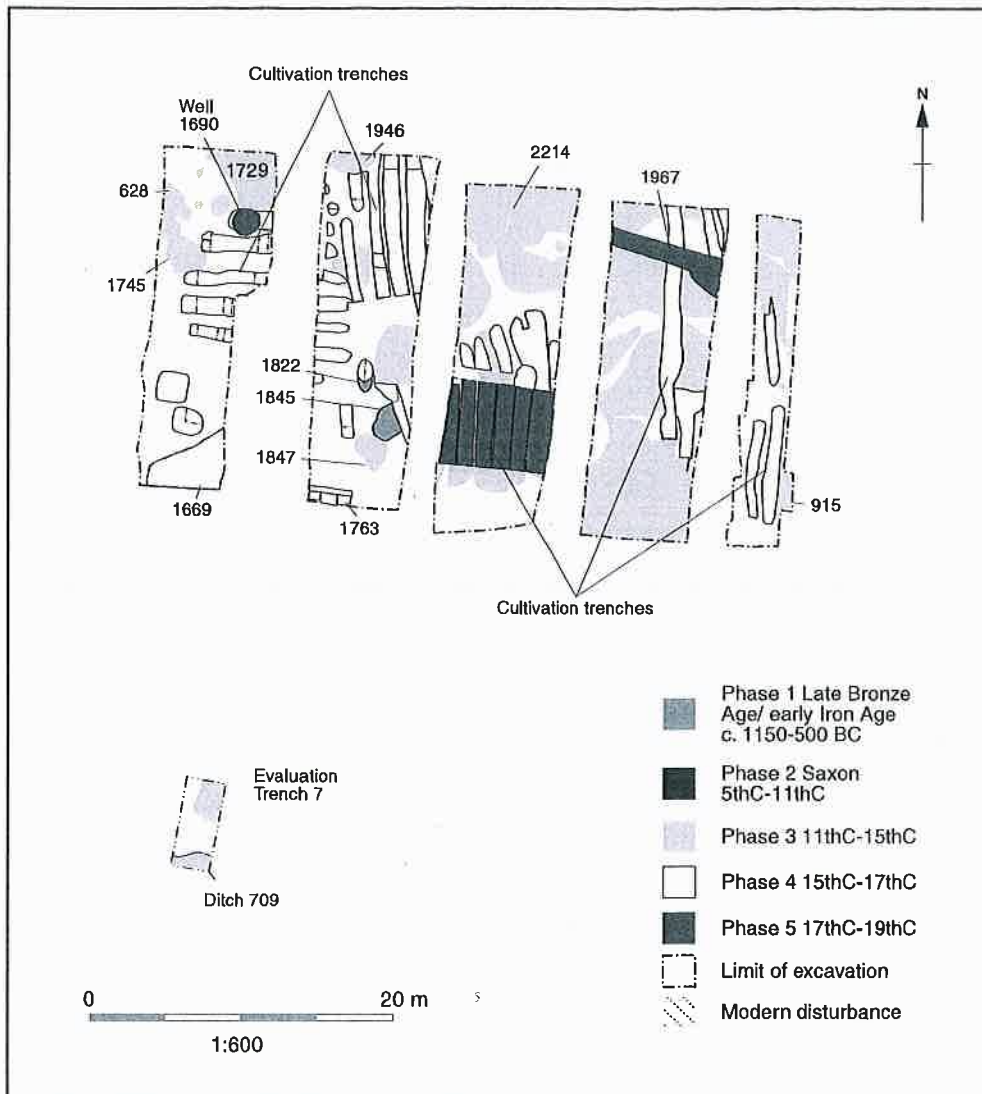 Cultivation trenches
Well
1690
1946
N
1729
2214
1967
628
1745
1822
1845
1847
915
1669
1763
Cultivation trenches
Phase 1 Late Bronze
Age/ early Iron Age
c. 1150-500 BC
Evaluation
Trench 7
Phase 2 Saxon
5thC-11thC
Phase 3 11thC-15thC
Phase 4 15thC-17thC
Ditch 709
Phase 5 17thC-19thC
Limit of excavation
0 20 m
Modern disturbance
1:600